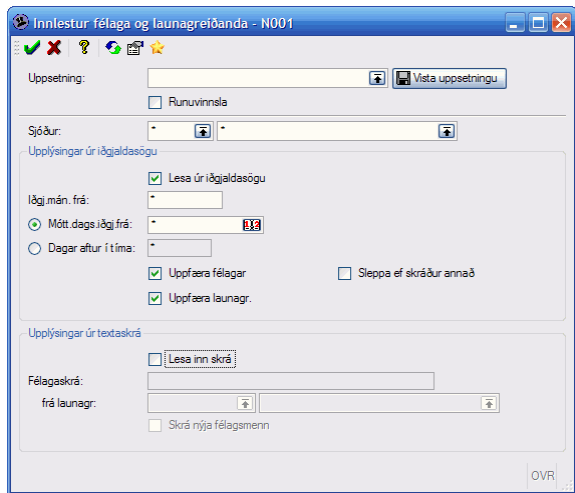 Innlestur félaga og launagreiðanda - N001
Uppsetning:
Vista uppsetningu
Runuvinnsla
Sjóður: * *
Upplýsingar úr iðgjaldasögu
Lesa úr iðgjaldasögu
Iðgj.mán. frá: *
Mótt.dags.iðgj.frá: *
Dagar aftur í tíma: *
Uppfæra félagar Sleppa ef skráður annað
Uppfæra launagr.
Upplýsingar úr textaskrá
Lesa inn skrá
Félagaskrá:
frá launagr:
Skrá nýja félagsmenn
OVR